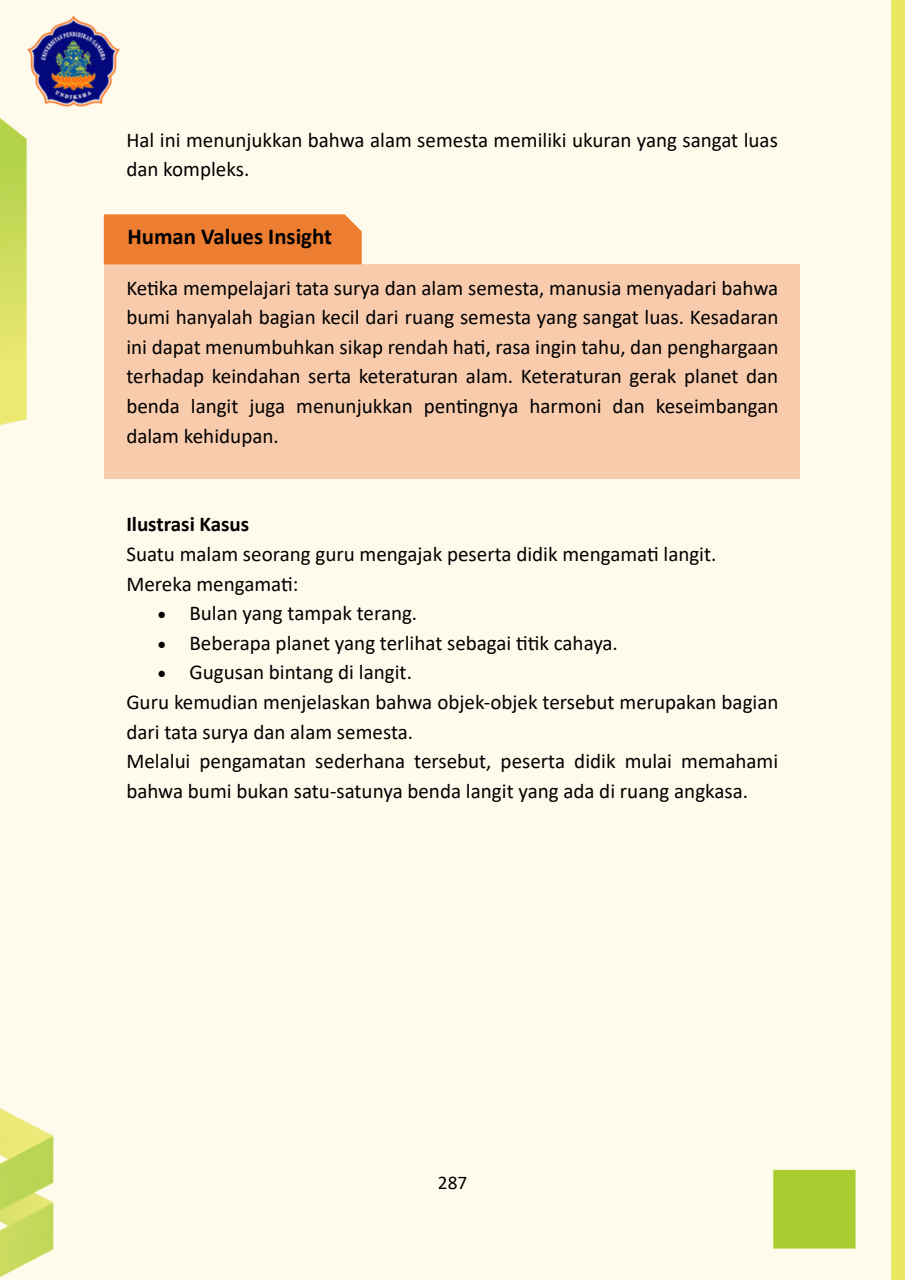 UNIVERSITAS PENDIDIKAN GANESHA
UNDIKSHA
Hal ini menunjukkan bahwa alam semesta memiliki ukuran yang sangat luas
dan kompleks.
Human Values Insight
Ketika mempelajari tata surya dan alam semesta, manusia menyadari bahwa
bumi hanyalah bagian kecil dari ruang semesta yang sangat luas. Kesadaran
ini dapat menumbuhkan sikap rendah hati, rasa ingin tahu, dan penghargaan
terhadap keindahan serta keteraturan alam. Keteraturan gerak planet dan
benda langit juga menunjukkan pentingnya harmoni dan keseimbangan
dalam kehidupan.
Ilustrasi Kasus
Suatu malam seorang guru mengajak peserta didik mengamati langit.
Mereka mengamati:
• Bulan yang tampak terang.
• Beberapa planet yang terlihat sebagai titik cahaya.
• Gugusan bintang di langit.
Guru kemudian menjelaskan bahwa objek-objek tersebut merupakan bagian
dari tata surya dan alam semesta.
Melalui pengamatan sederhana tersebut, peserta didik mulai memahami
bahwa bumi bukan satu-satunya benda langit yang ada di ruang angkasa.
287